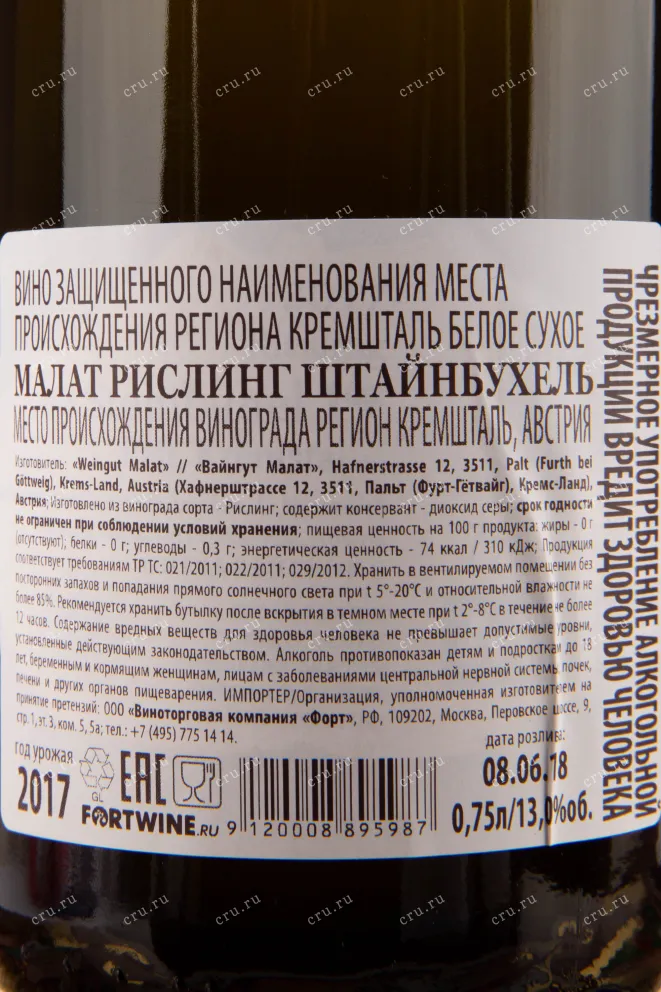 ВИНО ЗАЩИЩЕННОГО НАИМЕНОВАНИЯ МЕСТА
ПРОИСХОЖДЕНИЯ РЕГИОНА КРЕМШТАЛЬ БЕЛОЕ СУХОЕ
МАЛАТ РИСЛИНГ ШТАЙНБУХЕЛЬ
МЕСТО ПРОИСХОЖДЕНИЯ ВИНОГРАДА РЕГИОН КРЕМШТАЛЬ, АВСТРИЯ
Изготовитель: «Weingut Malat» // «Вайнгут Малат», Hafnerstrasse 12, 3511, Palt (Furth bei
Göttweig), Krems-Land, Austria (Хафнерштрассе 12, 3511, Пальт (Фурт-Гётвайг), Кремс-Ланд),
Австрия; изготовлено из винограда сорта - Рислинг; содержит консервант - диоксид серы; срок годности
не ограничен при соблюдении условий хранения; пищевая ценность на 100 г продукта: жиры - 0 г
(отсутствуют); белки - 0 г; углеводы - 0,3 г; энергетическая ценность - 74 ккал / 310 кДж; Продукция
соответствует требованиям ТР ТС: 021/2011; 022/2011; 029/2012. Хранить в вентилируемом помещении без
посторонних запахов и попадания прямого солнечного света при t 5°-20°С и относительной влажности не
более 85%. Рекомендуется хранить бутылку после вскрытия в темном месте при t 2°-8°С в течение не более
12 часов. Содержание вредных веществ для здоровья человека не превышает допустимые уровни,
установленные действующим законодательством. Алкоголь противопоказан детям и подросткам до 18
лет, беременным и кормящим женщинам, лицам с заболеваниями центральной нервной системы, почек,
печени и других органов пищеварения. ИМПОРТЕР/Организация, уполномоченная изготовителем на
принятие претензий: ООО «Виноторговая компания «Форт», РФ, 109202, Москва, Перовское шоссе, 9,
стр. 1, эт. 3, ком. 5, 5а; тел.: +7 (495) 775 14 14.
год урожая
2017
GL
EAC
FORTWINE.RU
9 120008 895987
дата розлива:
08.06.18
0,75л/13,0%об.
ЧРЕЗМЕРНОЕ УПОТРЕБЛЕНИЕ АЛКОГОЛЬНОЙ
ПРОДУКЦИИ ВРЕДИТ ЗДОРОВЬЮ ЧЕЛОВЕКА
cru.ru